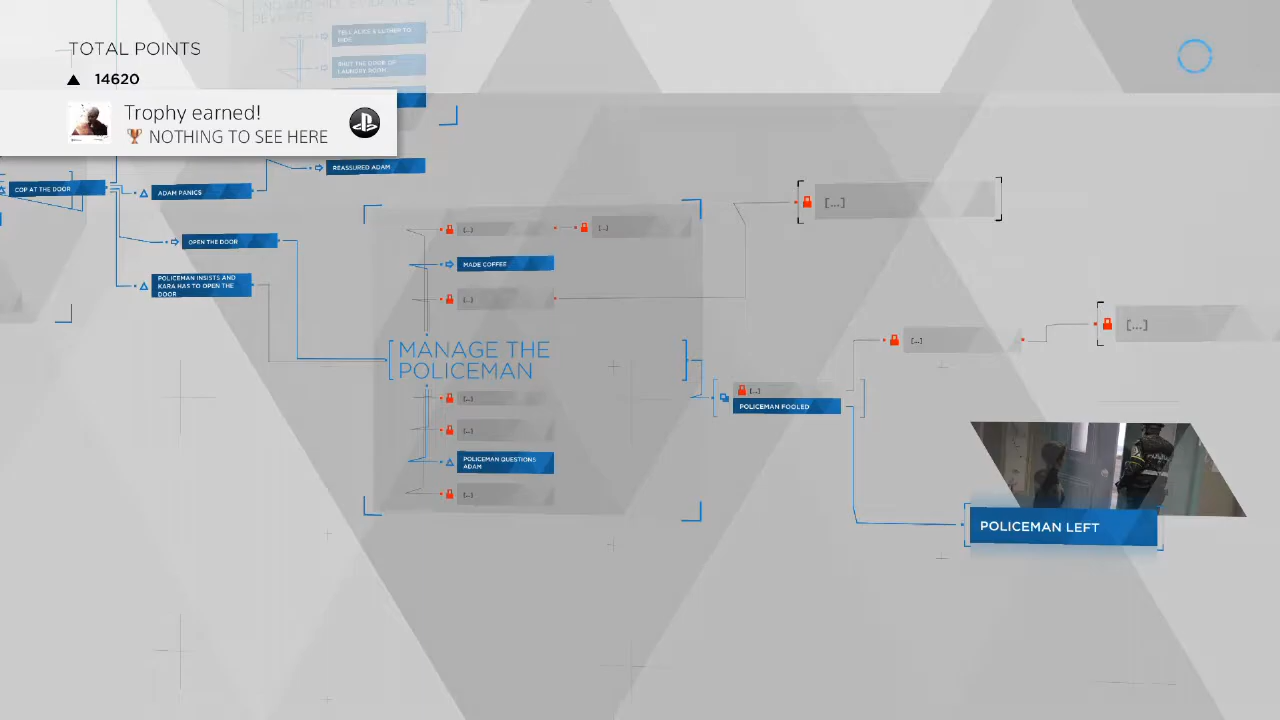 TOTAL POINTS
14620
Trophy earned!
NOTHING TO SEE HERE
TELL ALICE & LUTHER TO
HIDE
SHUT THE DOOR OF
LAUNDRY ROOM
COP AT THE DOOR
ADAM PANICS
REASSURED ADAM
OPEN THE DOOR
POLICEMAN INSISTS AND
KARA HAS TO OPEN THE
DOOR
[...]
[...]
[...]
MADE COFFEE
[...]
MANAGE THE
POLICEMAN
[...]
[...]
[...]
[...]
POLICEMAN FOOLED
[...]
POLICEMAN QUESTIONS
ADAM
[...]
POLICEMAN LEFT